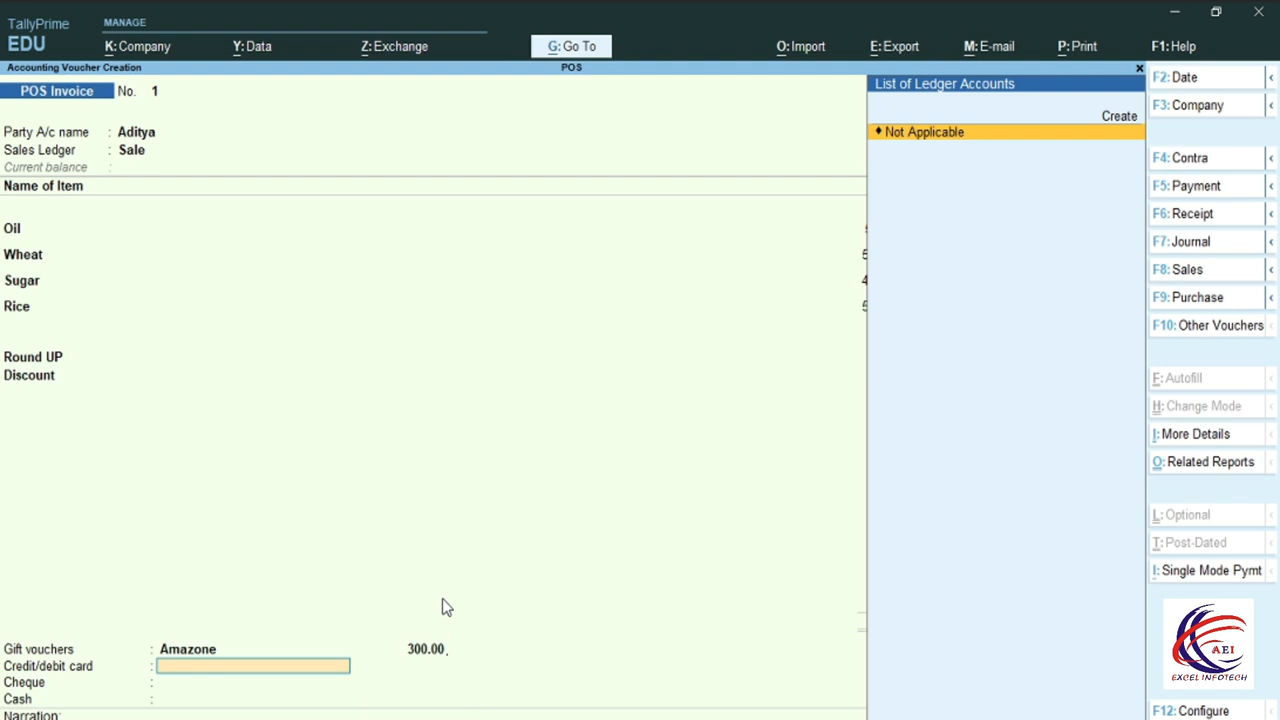 TallyPrime
EDU
MANAGE
K: Company
Y: Data
Z: Exchange
G: Go To
O: Import
E: Export
M: E-mail
P: Print
F1: Help
Accounting Voucher Creation
POS
POS Invoice No. 1
Party A/c name : Aditya
Sales Ledger : Sale
Current balance :
Name of Item
Oil
Wheat
Sugar
Rice
Round UP
Discount
Gift vouchers : Amazone 300.00
Credit/debit card :
Cheque :
Cash :
Narration:
List of Ledger Accounts
Create
♦ Not Applicable
F2: Date
F3: Company
F4: Contra
F5: Payment
F6: Receipt
F7: Journal
F8: Sales
F9: Purchase
F10: Other Vouchers
F: Autofill
H: Change Mode
I: More Details
O: Related Reports
L: Optional
T: Post-Dated
I: Single Mode Pymt
AEI
EXCEL INFOTECH
F12: Configure